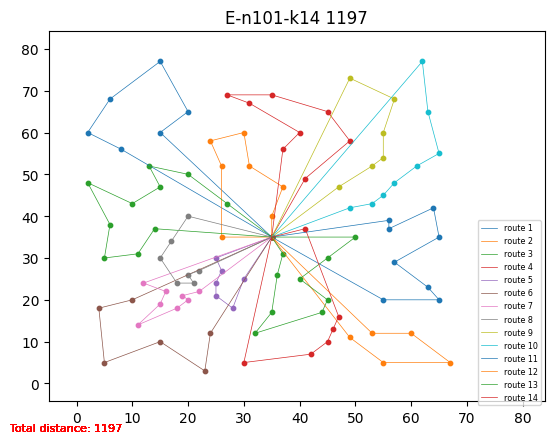 E-n101-k14 1197
80
70
60
50
40
30
20
10
0
route 1
route 2
route 3
route 4
route 5
route 6
route 7
route 8
route 9
route 10
route 11
route 12
route 13
route 14
0 10 20 30 40 50 60 70 80
Total distance: 1197